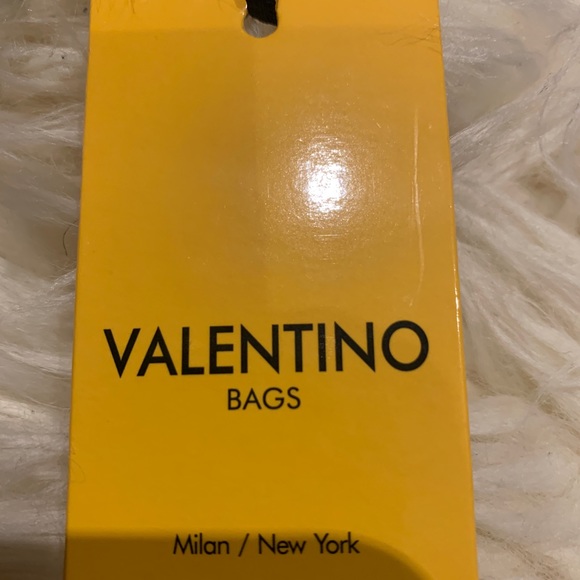 VALENTINO
BAGS
Milan / New York